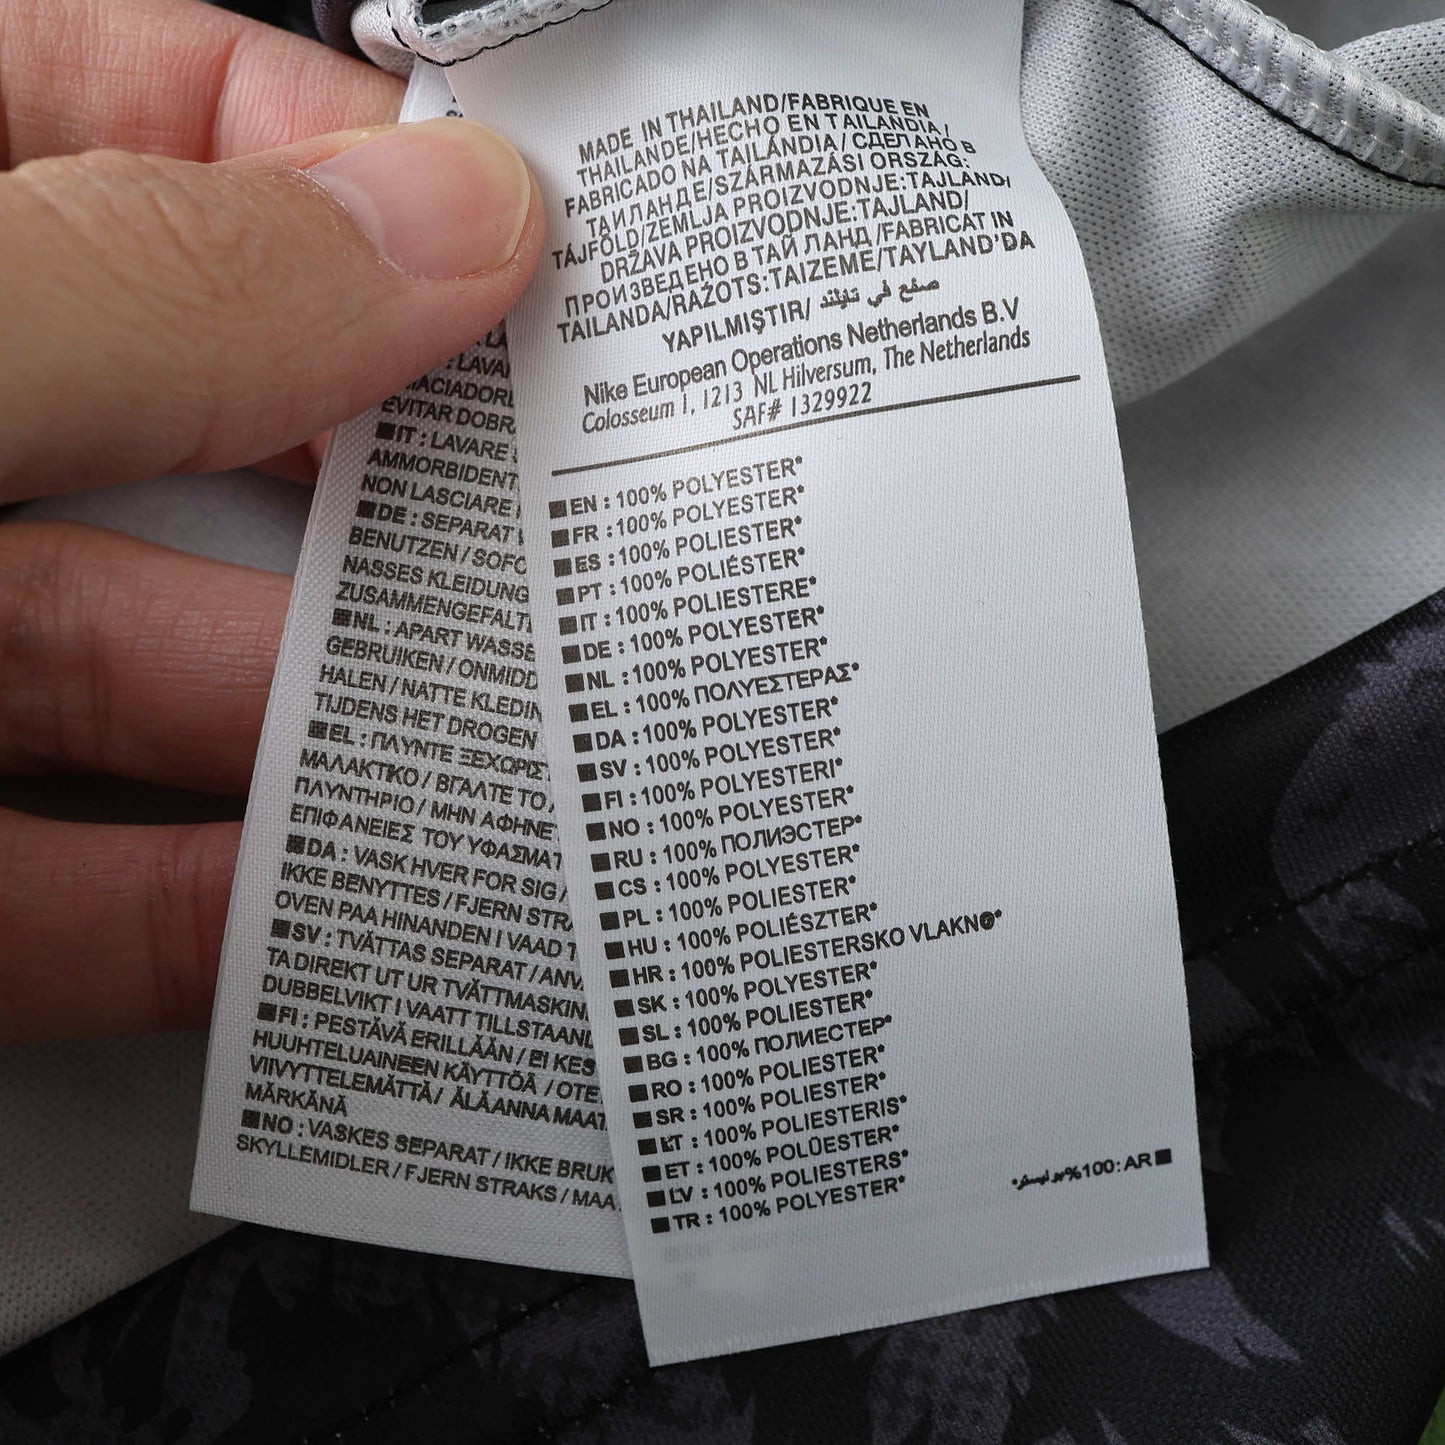 MADE IN THAILAND/FABRIQUE EN
THAILANDE/HECHO EN TAILANDIA/
FABRICADO NA TAILÁNDIA / СДЕЛАНО В
ТАИЛАНДЕ/SZÁRMAZÁSI ORSZÁG:
TÁJFÖLD/ZEMLJA PROIZVODNJE:TAJLAND/
DRŽAVA PROIZVODNJE:TAJLAND/
ПРОИЗВЕДЕНО В ТАЙЛАНД /FABRICAT IN
TAILANDA/RAŽOTS:TAIZEME/TAYLAND'DA
YAPILMIŞTIR/ صنع في تايلند
Nike European Operations Netherlands B.V
Colosseum 1, 1213 NL Hilversum, The Netherlands
SAF# 1329922
EN : 100% POLYESTER*
FR : 100% POLYESTER*
ES : 100% POLIESTER*
PT : 100% POLIÉSTER*
IT : 100% POLIESTERE*
DE : 100% POLYESTER*
NL : 100% POLYESTER*
EL : 100% ΠΟΛΥΕΣΤΕΡΑΣ*
DA : 100% POLYESTER*
SV : 100% POLYESTER*
FI : 100% POLYESTERI*
NO : 100% POLYESTER*
RU : 100% ПОЛИЭСТЕР*
CS : 100% POLYESTER*
PL : 100% POLIESTER*
HU : 100% POLIÉSZTER*
HR : 100% POLIESTERSKO VLAKNO*
SK : 100% POLYESTER*
SL : 100% POLIESTER*
BG : 100% ПОЛИЕСТЕР*
RO : 100% POLIESTER*
SR : 100% POLIESTER*
LT : 100% POLIESTERIS*
ET : 100% POLÜESTER*
LV : 100% POLIESTERS*
TR : 100% POLYESTER*
%100 : AR
: LAVA
EVITAR DOBR
IT : LAVARE
AMMORBIDENT
NON LASCIARE
DE : SEPARAT
BENUTZEN / SOFO
NASSES KLEIDUNG
ZUSAMMENGEFALT
NL : APART WASSE
GEBRUIKEN / ONMIDD
HALEN / NATTE KLEDIN
TIJDENS HET DROGEN
EL : ΠΛΥΝΤΕ ΞΕΧΩΡΙΣ
ΜΑΛΑΚΤΙΚΟ / ΒΓΑΛΤΕ ΤΟ
ΠΛΥΝΤΗΡΙΟ / ΜΗΝ ΑΦΗΝΕ
ΕΠΙΦΑΝΕΙΕΣ ΤΟΥ ΥΦΑΣΜΑΤ
DA : VASK HVER FOR SIG /
IKKE BENYTTES / FJERN STRA
OVEN PAA HINANDEN I VAAD T
SV : TVÄTTAS SEPARAT / ANV
TA DIREKT UT UR TVÄTTMASKIN
DUBBELVIKT I VAATT TILLSTAAND
FI : PESTÄVÄ ERILLÄÄN / EI KES
HUUHTELUAINEEN KÄYTTÖÄ / OTE
VIIVYTTELEMÄTTÄ / ÄLÄ ANNA MAAT
MÄRKÄNÄ
NO : VASKES SEPARAT / IKKE BRUK
SKYLLEMIDLER / FJERN STRAKS / MAA